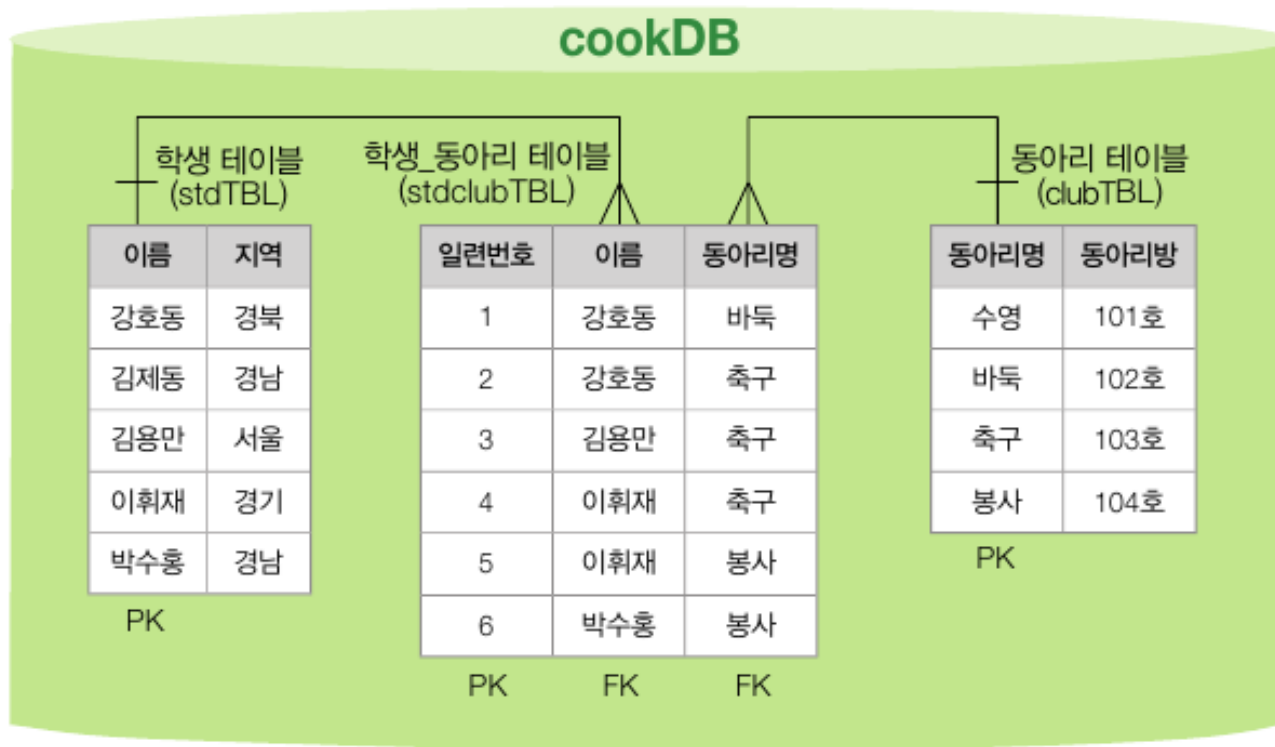 cookDB
학생 테이블
(stdTBL)
이름 지역
강호동 경북
김제동 경남
김용만 서울
이휘재 경기
박수홍 경남
PK
학생_동아리 테이블
(stdclubTBL)
일련번호 이름 동아리명
1 강호동 바둑
2 강호동 축구
3 김용만 축구
4 이휘재 축구
5 이휘재 봉사
6 박수홍 봉사
PK FK FK
동아리 테이블
(clubTBL)
동아리명 동아리방
수영 101호
바둑 102호
축구 103호
봉사 104호
PK